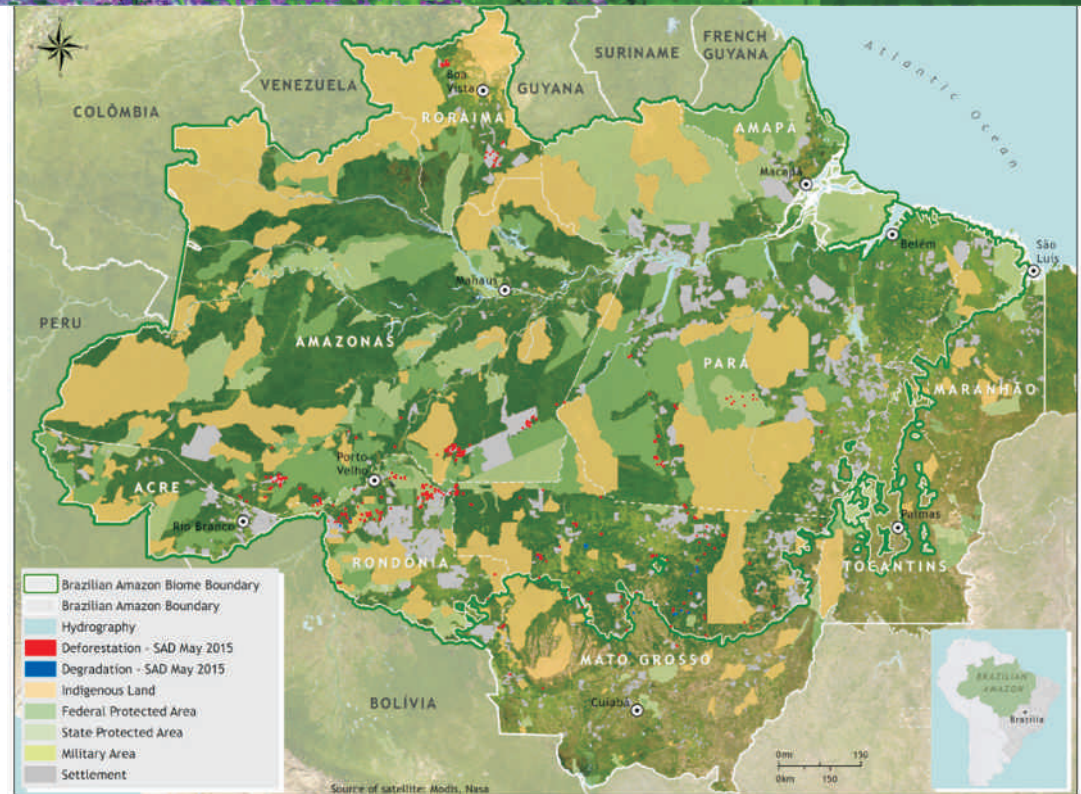 SURINAME
FRENCH
GUYANA
VENEZUELA
GUYANA
COLÔMBIA
Atlantic Ocean
Boa
Vista
RORAIMA
AMAPÁ
Macapá
Belém
São
Luís
Manaus
PERU
AMAZONAS
PARÁ
MARANHÃO
Porto
Velho
ACRE
Rio Branco
Palmas
RONDÔNIA
TOCANTINS
MATO GROSSO
BOLÍVIA
Cuiabá
Brazilian Amazon Biome Boundary
Brazilian Amazon Boundary
Hydrography
Deforestation - SAD May 2015
Degradation - SAD May 2015
Indigenous Land
Federal Protected Area
State Protected Area
Military Area
Settlement
BRAZILIAN
AMAZON
Brasília
0mi 150
0km 150
Source of satellite: Modis, Nasa